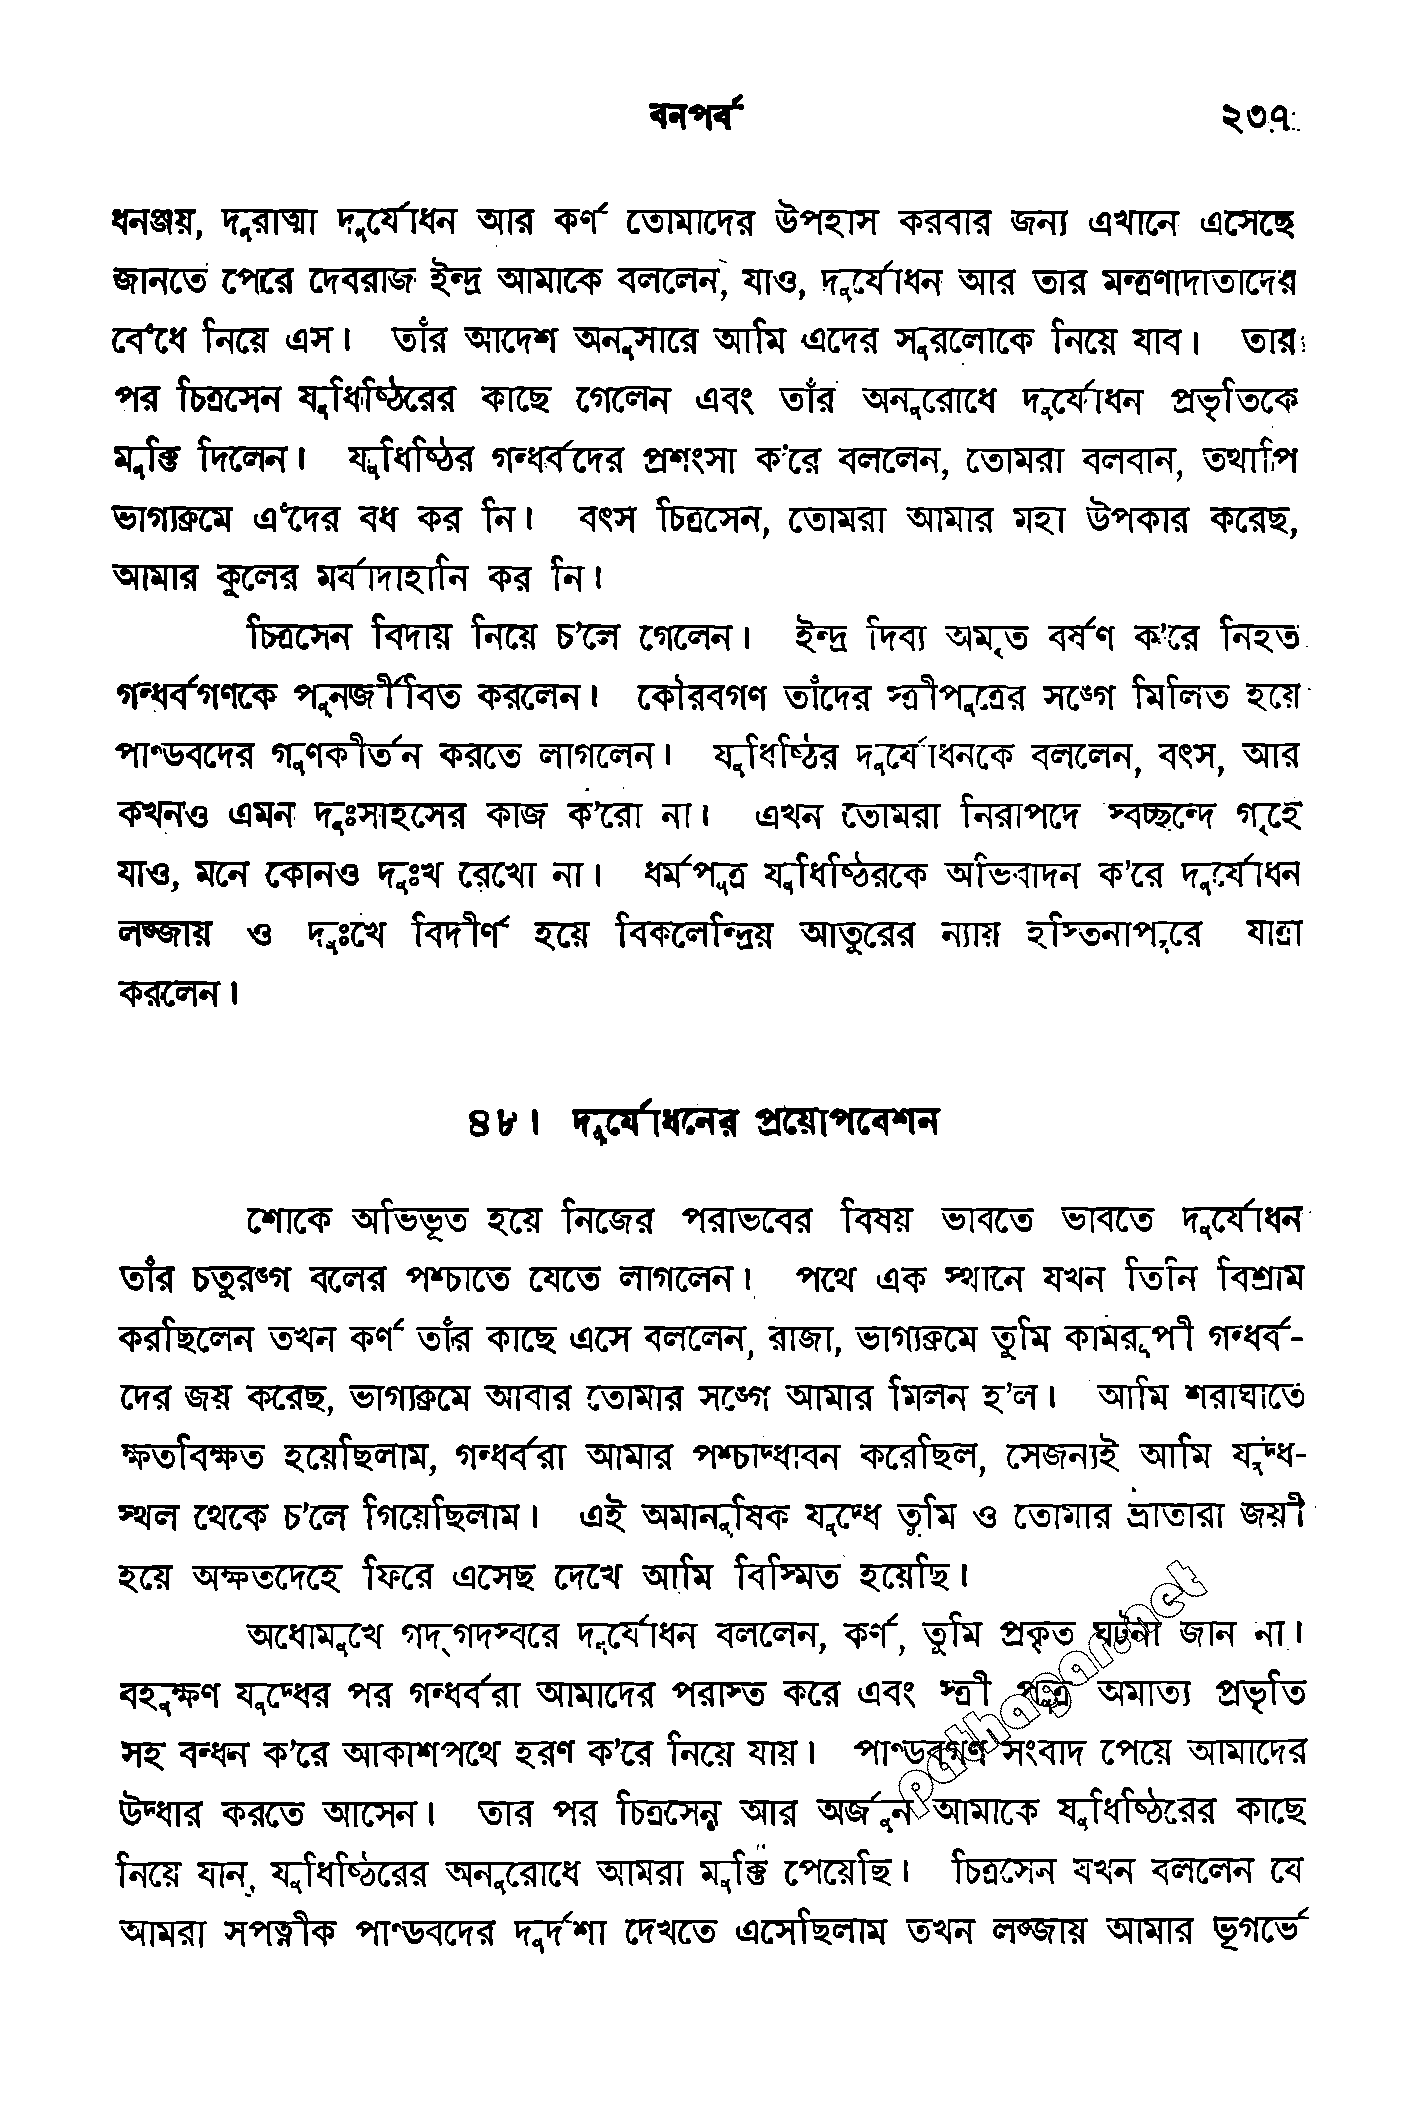 বনপর্ব ২৩৭
ধনঞ্জয়, দুরাত্মা দুর্যোধন আর কর্ণ তোমাদের উপহাস করবার জন্য এখানে এসেছে
জানতে পেরে দেবরাজ ইন্দ্র আমাকে বললেন, যাও, দুর্যোধন আর তার মন্ত্রণাদাতাদের
বেঁধে নিয়ে এস। তাঁর আদেশ অনুসারে আমি এদের সুরলোকে নিয়ে যাব। তার
পর চিত্রসেন যুধিষ্ঠিরের কাছে গেলেন এবং তাঁর অনুরোধে দুর্যোধন প্রভৃতিকে
মুক্তি দিলেন। যুধিষ্ঠির গন্ধর্বদের প্রশংসা ক'রে বললেন, তোমরা বলবান, তথাপি
ভাগ্যক্রমে এঁদের বধ কর নি। বৎস চিত্রসেন, তোমরা আমার মহা উপকার করেছ,
আমার কুলের মর্যাদাহানি কর নি।
চিত্রসেন বিদায় নিয়ে চ'লে গেলেন। ইন্দ্র দিব্য অমৃত বর্ষণ ক'রে নিহত
গন্ধর্বগণকে পুনর্জীবিত করলেন। কৌরবগণ তাঁদের স্ত্রীপুত্রের সঙ্গে মিলিত হয়ে
পাণ্ডবদের গুণকীর্তন করতে লাগলেন। যুধিষ্ঠির দুর্যোধনকে বললেন, বৎস, আর
কখনও এমন দুঃসাহসের কাজ ক'রো না। এখন তোমরা নিরাপদে স্বচ্ছন্দে গৃহে
যাও, মনে কোনও দুঃখ রেখো না। ধর্মপুত্র যুধিষ্ঠিরকে অভিবাদন ক'রে দুর্যোধন
লজ্জায় ও দুঃখে বিদীর্ণ হয়ে বিকলেন্দ্রিয় আতুরের ন্যায় হস্তিনাপুরে যাত্রা
করলেন।
৪৮। দুর্যোধনের প্রয়োপবেশন
শোকে অভিভূত হয়ে নিজের পরাভবের বিষয় ভাবতে ভাবতে দুর্যোধন
তাঁর চতুরঙ্গ বলের পশ্চাতে যেতে লাগলেন। পথে এক স্থানে যখন তিনি বিশ্রাম
করছিলেন তখন কর্ণ তাঁর কাছে এসে বললেন, রাজা, ভাগ্যক্রমে তুমি কামরূপী গন্ধর্ব-
দের জয় করেছ, ভাগ্যক্রমে আবার তোমার সঙ্গে আমার মিলন হ'ল। আমি শরাঘাতে
ক্ষতবিক্ষত হয়েছিলাম, গন্ধর্বরা আমার পশ্চাদ্ধাবন করেছিল, সেজন্যই আমি যুদ্ধ-
স্থল থেকে চ'লে গিয়েছিলাম। এই অমানুষিক যুদ্ধে তুমি ও তোমার ভ্রাতারা জয়ী
হয়ে অক্ষতদেহে ফিরে এসেছ দেখে আমি বিস্মিত হয়েছি।
অধোমুখে গদ্‌গদস্বরে দুর্যোধন বললেন, কর্ণ, তুমি প্রকৃত ঘটনা জান না।
বহুক্ষণ যুদ্ধের পর গন্ধর্বরা আমাদের পরাস্ত করে এবং স্ত্রী পুত্র অমাত্য প্রভৃতি
সহ বন্ধন ক'রে আকাশপথে হরণ ক'রে নিয়ে যায়। পাণ্ডবগণ সংবাদ পেয়ে আমাদের
উদ্ধার করতে আসেন। তার পর চিত্রসেন আর অর্জুন আমাকে যুধিষ্ঠিরের কাছে
নিয়ে যান, যুধিষ্ঠিরের অনুরোধে আমরা মুক্তি পেয়েছি। চিত্রসেন যখন বললেন যে
আমরা সপত্নীক পাণ্ডবদের দুর্দশা দেখতে এসেছিলাম তখন লজ্জায় আমার ভূগর্ভে
pathagar.net